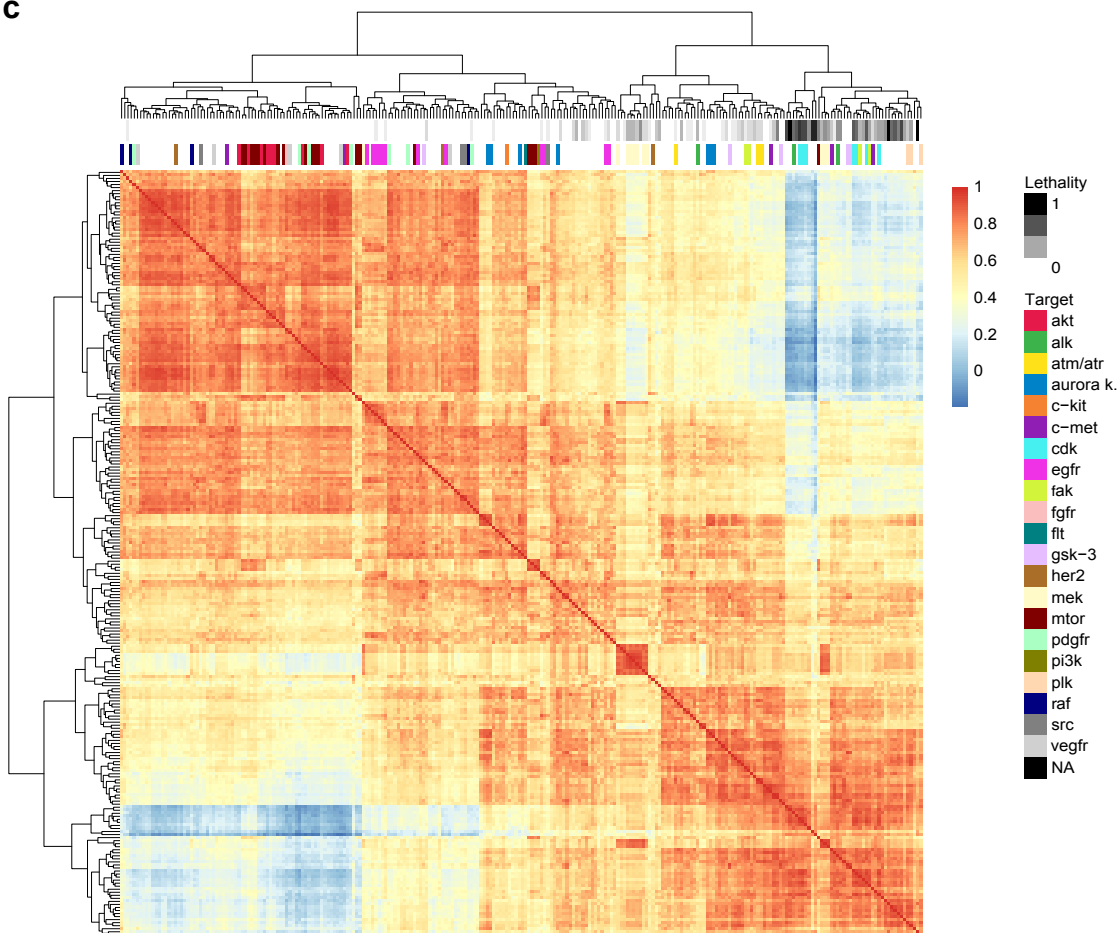 c
1
0.8
0.6
0.4
0.2
0
Lethality
1
0
Target
akt
alk
atm/atr
aurora k.
c−kit
c−met
cdk
egfr
fak
fgfr
flt
gsk−3
her2
mek
mtor
pdgfr
pi3k
plk
raf
src
vegfr
NA